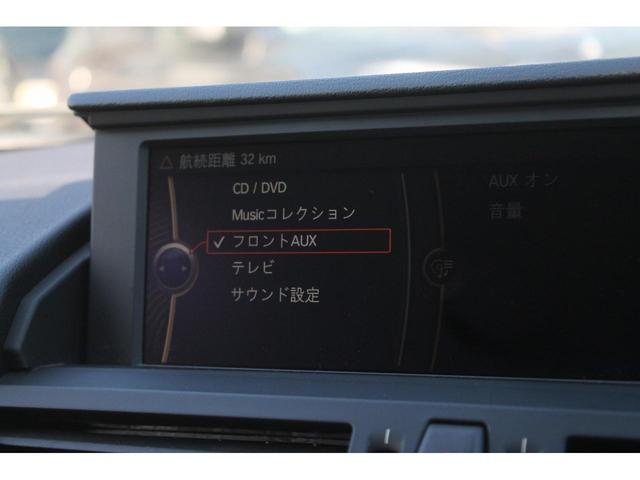 △ 航続距離 32 km
CD / DVD
Musicコレクション
✓ フロントAUX
テレビ
サウンド設定
AUX オン
音量